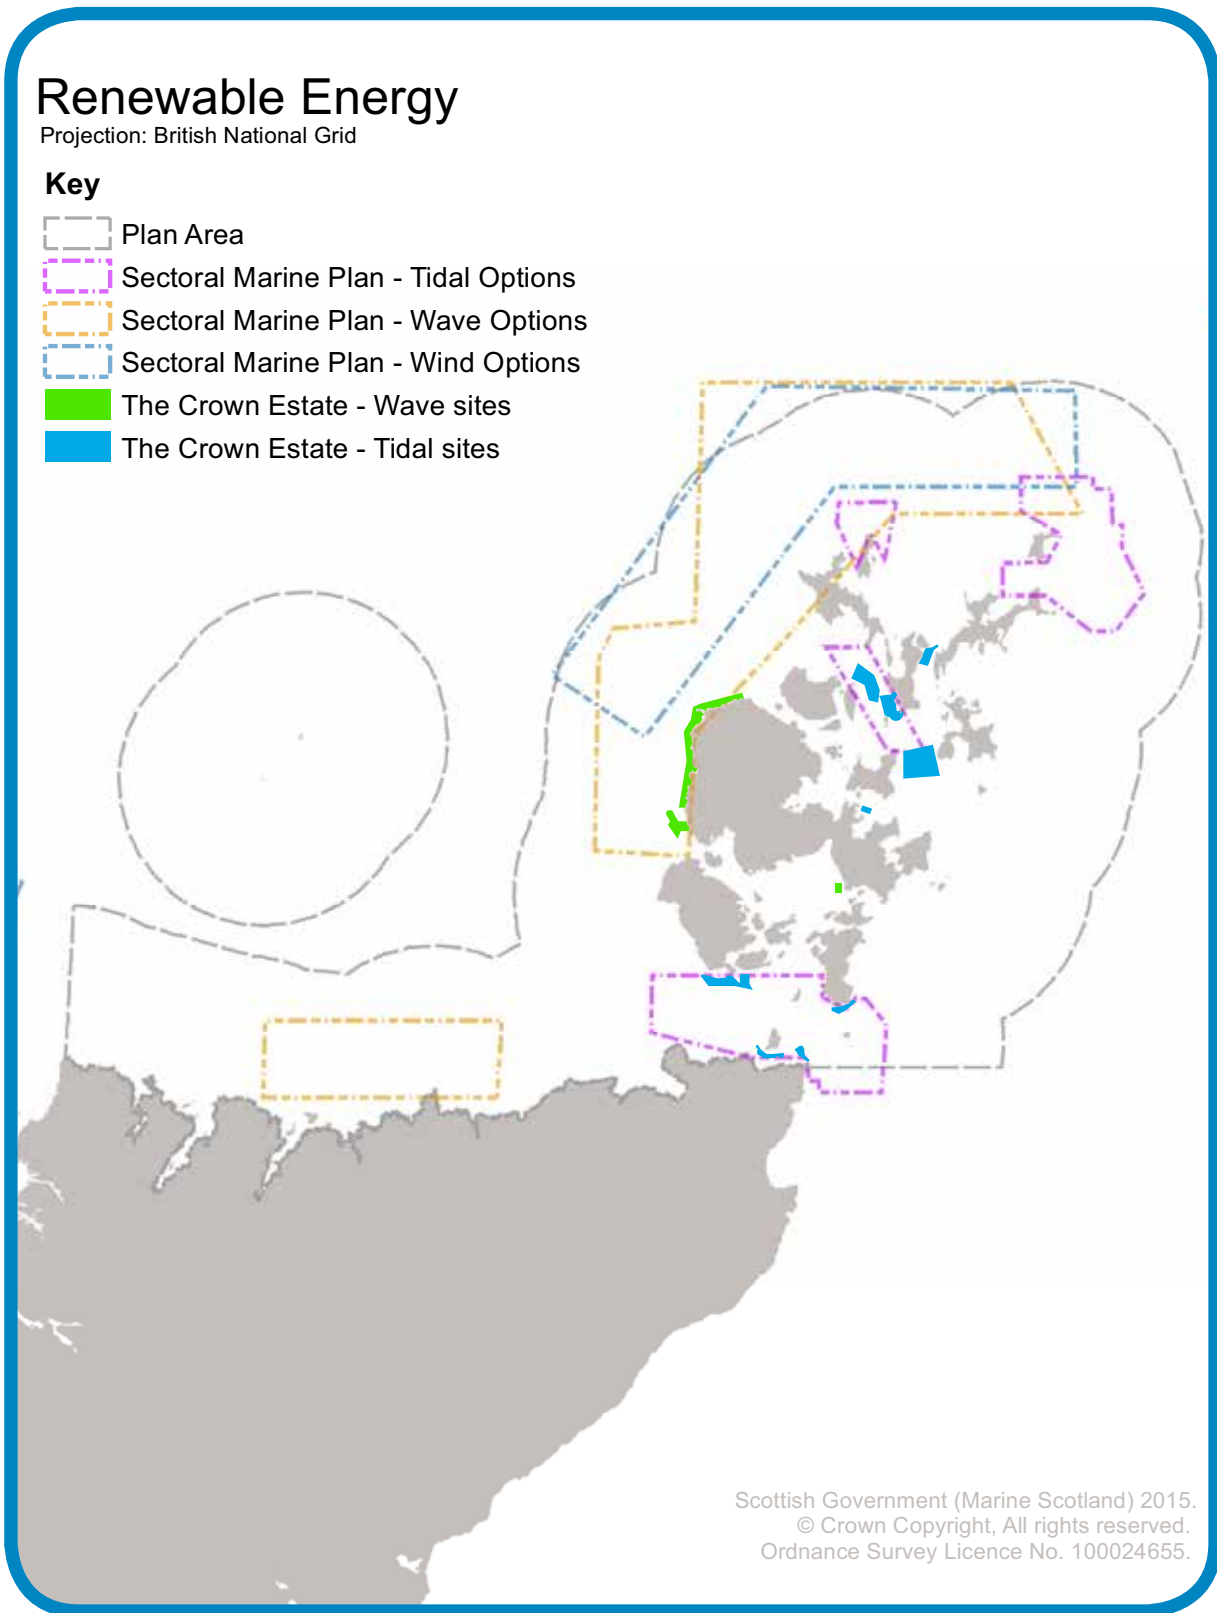 Renewable Energy
Projection: British National Grid
Key
Plan Area
Sectoral Marine Plan - Tidal Options
Sectoral Marine Plan - Wave Options
Sectoral Marine Plan - Wind Options
The Crown Estate - Wave sites
The Crown Estate - Tidal sites
Scottish Government (Marine Scotland) 2015.
© Crown Copyright, All rights reserved.
Ordnance Survey Licence No. 100024655.